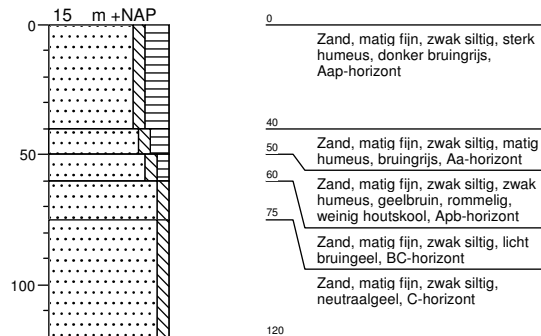 15 m +NAP
0
50
100
0
Zand, matig fijn, zwak siltig, sterk
humeus, donker bruingrijs,
Aap-horizont
40
Zand, matig fijn, zwak siltig, matig
humeus, bruingrijs, Aa-horizont
50
Zand, matig fijn, zwak siltig, zwak
humeus, geelbruin, rommelig,
weinig houtskool, Apb-horizont
60
Zand, matig fijn, zwak siltig, licht
bruingeel, BC-horizont
75
Zand, matig fijn, zwak siltig,
neutraalgeel, C-horizont
120